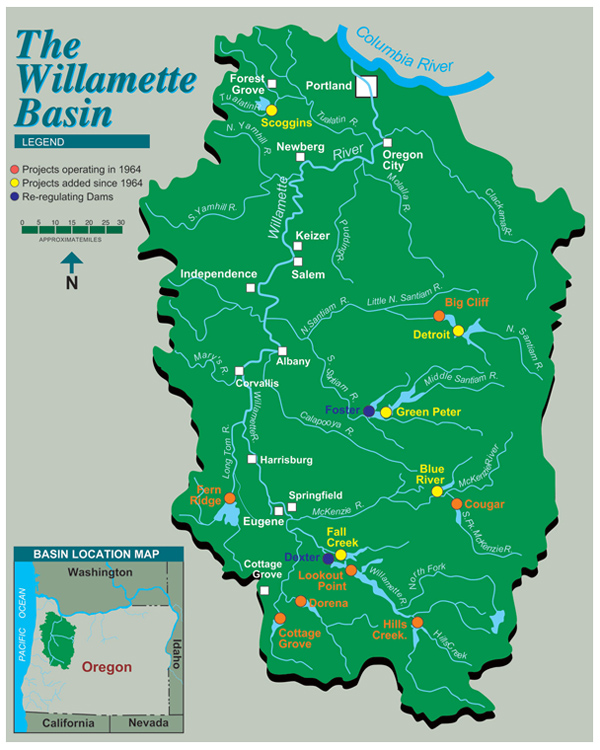 The
Willamette
Basin
LEGEND
Projects operating in 1964
Projects added since 1964
Re-regulating Dams
0 5 10 15 20 25 30
APPROXIMATEMILES
N
Columbia River
Forest
Grove
Portland
Tualatin
Scoggins
Tualatin R.
N. Yamhill R.
Newberg
River
Oregon
City
Willamette
Molalla R.
Clackamas R.
S. Yamhill R.
Pudding R.
Keizer
Salem
Independence
Little N. Santiam R.
Big Cliff
N. Santiam R.
Detroit
N. Santiam R.
Albany
Mary's R.
Corvallis
S. Santiam R.
Middle Santiam R.
Foster
Green Peter
Willamette R.
Calapooya R.
Long Tom R.
Harrisburg
Blue
River
McKenzie River
Fern
Ridge
Springfield
Cougar
McKenzie R.
Eugene
S. Fk. McKenzie R.
Fall
Creek
Dexter
Cottage
Grove
Lookout
Point
Willamette R.
North Fork
Dorena
Hills
Creek.
Hills Creek
Cottage
Grove
BASIN LOCATION MAP
Washington
PACIFIC OCEAN
Oregon
Idaho
California
Nevada